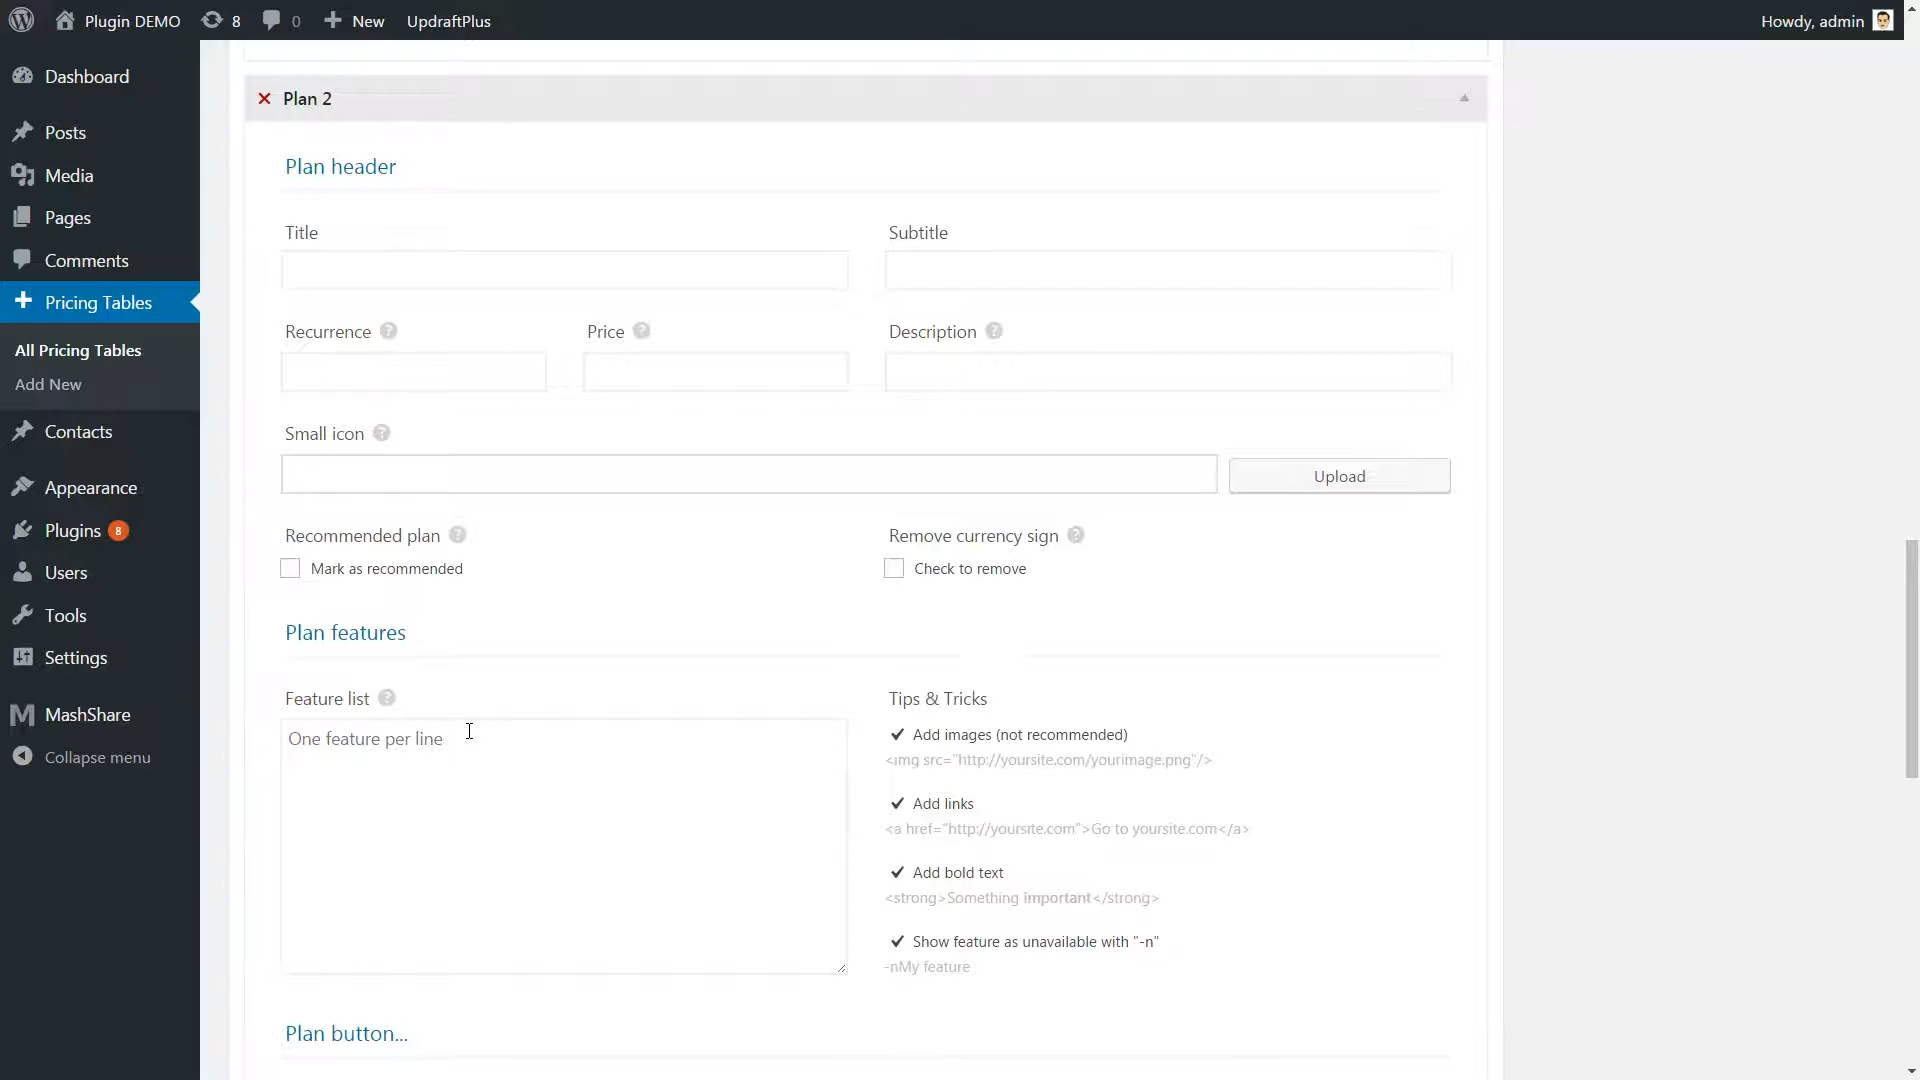 Plugin DEMO 8 0 New UpdraftPlus Howdy, admin
Dashboard
Posts
Media
Pages
Comments
Pricing Tables
All Pricing Tables
Add New
Contacts
Appearance
Plugins 8
Users
Tools
Settings
MashShare
Collapse menu
Plan 2
Plan header
Title Subtitle
Recurrence Price Description
Small icon
Upload
Recommended plan Remove currency sign
Mark as recommended Check to remove
Plan features
Feature list Tips & Tricks
One feature per line
Add images (not recommended)
<img src="http://yoursite.com/yourimage.png"/>
Add links
<a href="http://yoursite.com">Go to yoursite.com</a>
Add bold text
<strong>Something important</strong>
Show feature as unavailable with "-n"
-nMy feature
Plan button...